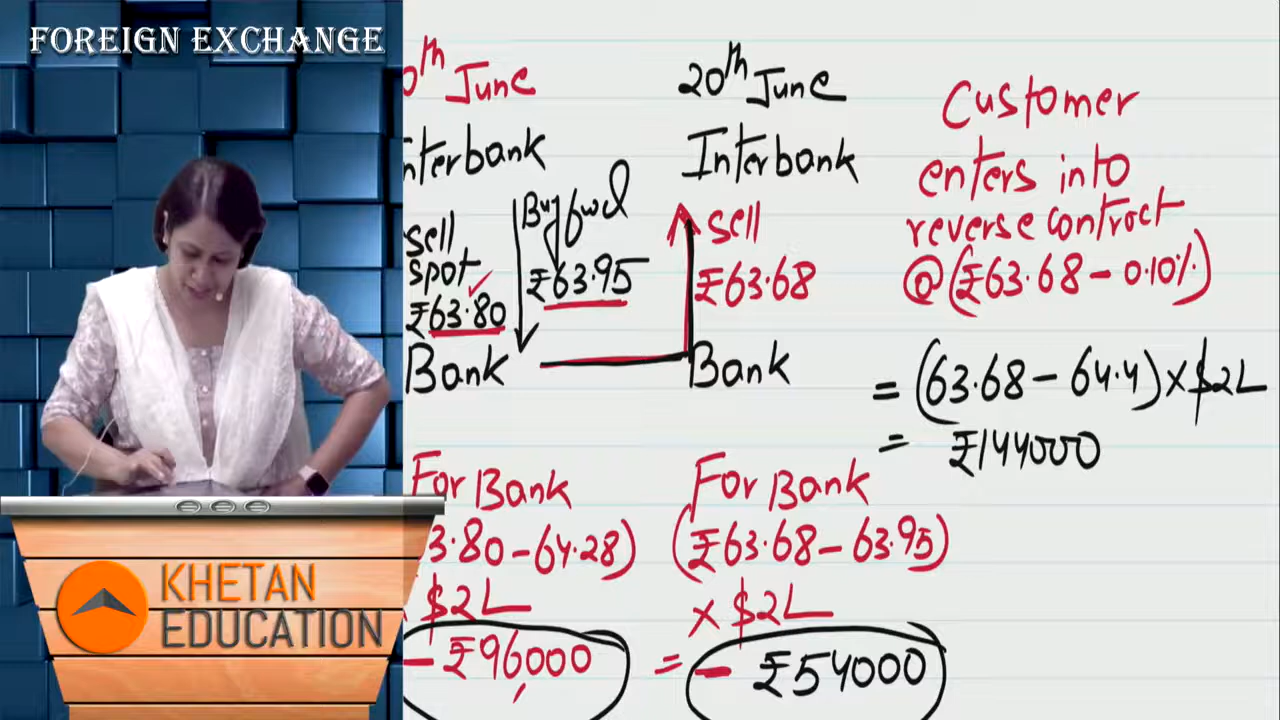 FOREIGN EXCHANGE
0th June
nterbank
sell
spot
₹63.80
Buy fwd
₹63.95
Bank
For Bank
3.80-64.28)
$2L
- ₹96000
20th June
Interbank
sell
₹63.68
Bank
For Bank
(₹63.68-63.95)
x $2L
= - ₹54000
Customer
enters into
reverse contract
@(₹63.68-0.10%)
= (63.68-64.4)x$2L
= ₹144000
KHETAN
EDUCATION